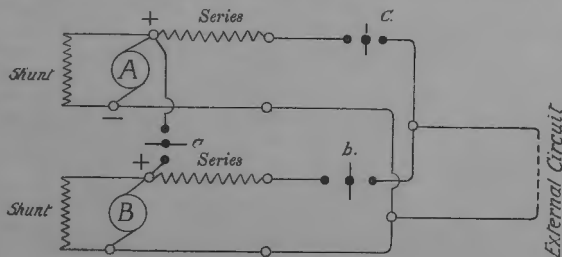 +
Series
C.
Shunt
A
−
a
+
Series
b.
Shunt
B
External Circuit